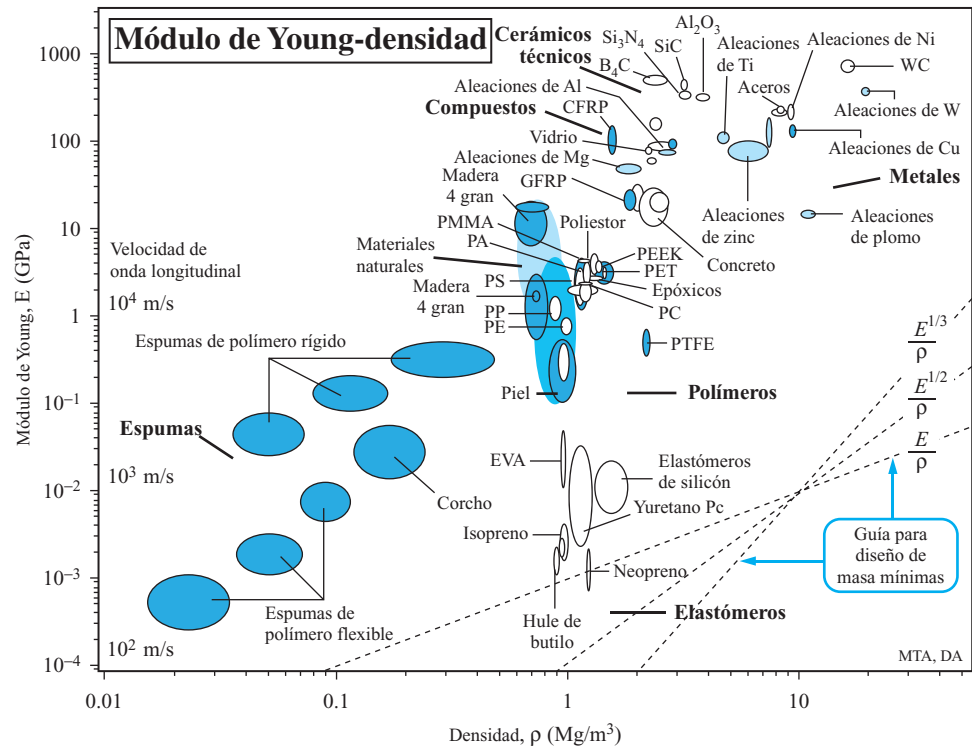 Módulo de Young-densidad
Cerámicos
técnicos
Si3N4
Al2O3
SiC
B4C
Aleaciones
de Ti
Aleaciones de Ni
WC
Aceros
Aleaciones de W
Aleaciones de Al
Compuestos
CFRP
Vidrio
Aleaciones de Mg
Aleaciones de Cu
Metales
Madera
4 gran
GFRP
PMMA
Poliestor
PA
Aleaciones
de zinc
Aleaciones
de plomo
Concreto
Velocidad de
onda longitudinal
Materiales
naturales
PEEK
PET
PS
Epóxicos
10^4 m/s
Madera
4 gran
PC
PP
PE
PTFE
Espumas de polímero rígido
Piel
Polímeros
E^1/3
ρ
E^1/2
ρ
E
ρ
Espumas
10^3 m/s
EVA
Elastómeros
de silicón
Corcho
Yuretano Pc
Isopreno
Guía para
diseño de
masa mínimas
Neopreno
Espumas de
polímero flexible
Hule de
butilo
Elastómeros
10^2 m/s
MTA, DA
Módulo de Young, E (GPa)
1000
100
10
1
10^−1
10^−2
10^−3
10^−4
0.01
0.1
1
10
Densidad, ρ (Mg/m^3)